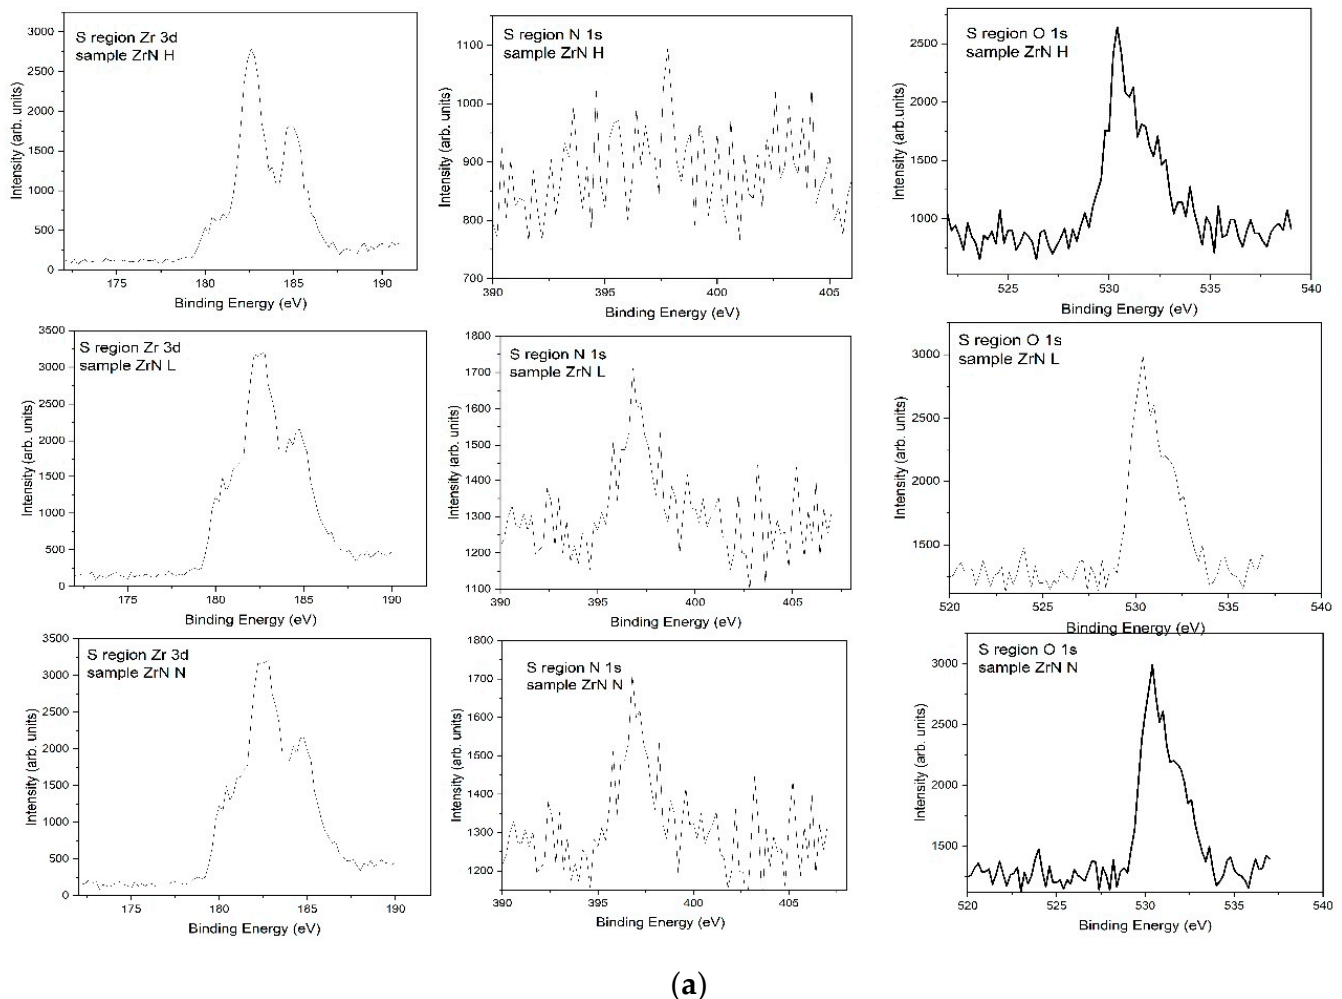 S region Zr 3d
sample ZrN H
Intensity (arb. units)
3000
2500
2000
1500
1000
500
0
175
180
185
190
Binding Energy (eV)
S region N 1s
sample ZrN H
Intensity (arb. units)
1100
1000
900
800
700
390
395
400
405
Binding Energy (eV)
S region O 1s
sample ZrN H
Intensity (arb.units)
2500
2000
1500
1000
525
530
535
540
Binding Energy (eV)
S region Zr 3d
sample ZrN L
Intensity (arb. units)
3500
3000
2500
2000
1500
1000
500
0
175
180
185
190
Binding Energy (eV)
S region N 1s
sample ZrN L
Intensity (arb. units)
1800
1700
1600
1500
1400
1300
1200
1100
390
395
400
405
Binding Energy (eV)
S region O 1s
sample ZrN L
Intensity (arb. units)
3000
2500
2000
1500
520
525
530
535
540
Binding Energy (eV)
S region Zr 3d
sample ZrN N
Intensity (arb. units)
3500
3000
2500
2000
1500
1000
500
0
175
180
185
190
Binding Energy (eV)
S region N 1s
sample ZrN N
Intensity (arb. units)
1800
1700
1600
1500
1400
1300
1200
390
395
400
405
Binding Energy (eV)
S region O 1s
sample ZrN N
Intensity (arb. units)
3000
2500
2000
1500
520
525
530
535
540
Binding Energy (eV)
(a)